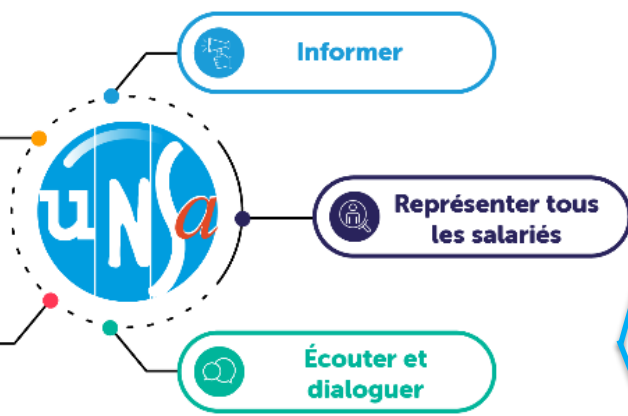 Informer
UNSa
Représenter tous
les salariés
Écouter et
dialoguer